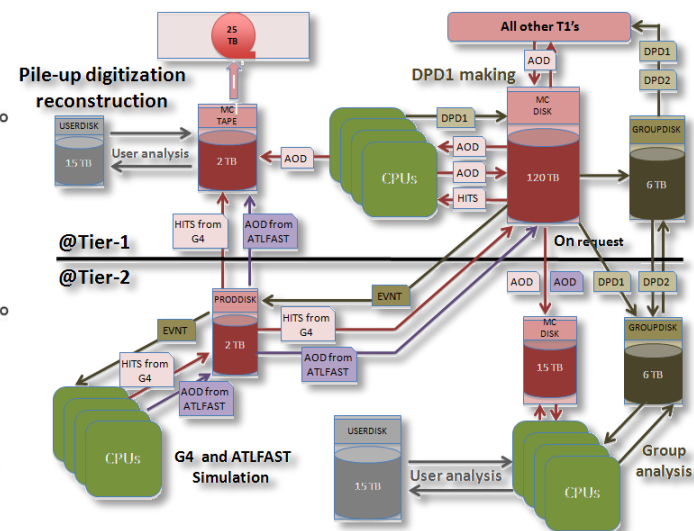 25
TB
All other T1's
Pile-up digitization
reconstruction
DPD1 making
AOD
DPD1
DPD2
MC
TAPE
2 TB
USERDISK
15 TB
User analysis
AOD
CPUs
DPD1
AOD
AOD
HITS
MC
DISK
120 TB
GROUPDISK
6 TB
HITS from
G4
AOD from
ATLFAST
@Tier-1
On request
@Tier-2
AOD
AOD
DPD1
DPD2
EVNT
PRODDISK
2 TB
EVNT
HITS from
G4
AOD from
ATLFAST
HITS from
G4
AOD from
ATLFAST
MC
DISK
15 TB
GROUPDISK
6 TB
CPUs
G4 and ATLFAST
Simulation
USERDISK
15 TB
User analysis
CPUs
Group
analysis